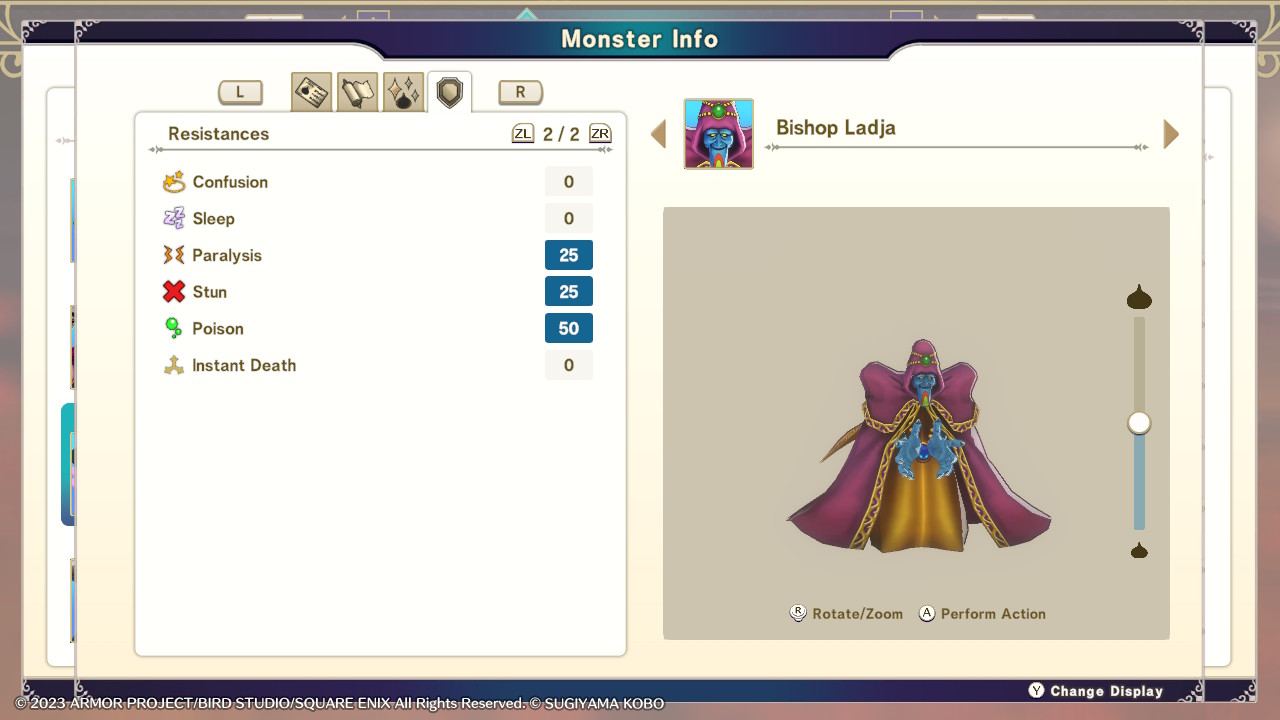 Monster Info
L
R
Resistances
ZL 2 / 2 ZR
Bishop Ladja
Confusion 0
Sleep 0
Paralysis 25
Stun 25
Poison 50
Instant Death 0
R Rotate/Zoom A Perform Action
Y Change Display
© 2023 ARMOR PROJECT/BIRD STUDIO/SQUARE ENIX All Rights Reserved. © SUGIYAMA KOBO